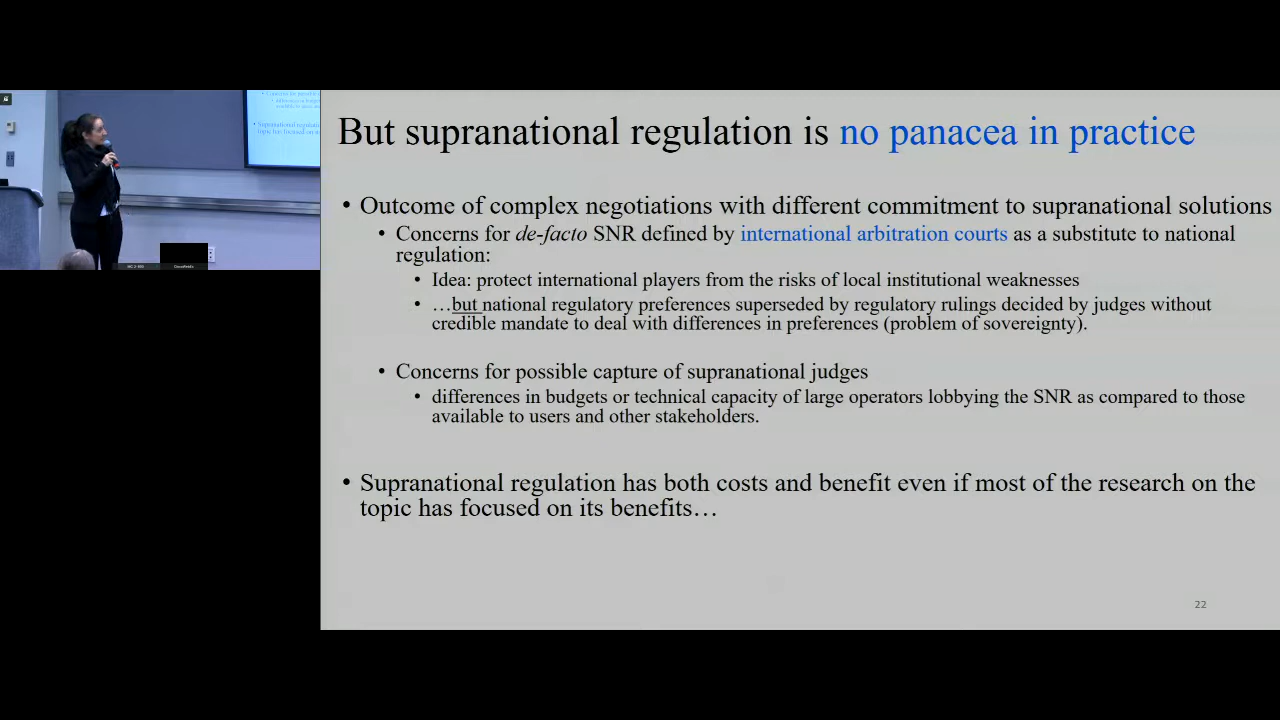 But supranational regulation is no panacea in practice
• Outcome of complex negotiations with different commitment to supranational solutions
• Concerns for de-facto SNR defined by international arbitration courts as a substitute to national
regulation:
• Idea: protect international players from the risks of local institutional weaknesses
• …but national regulatory preferences superseded by regulatory rulings decided by judges without
credible mandate to deal with differences in preferences (problem of sovereignty).
• Concerns for possible capture of supranational judges
• differences in budgets or technical capacity of large operators lobbying the SNR as compared to those
available to users and other stakeholders.
• Supranational regulation has both costs and benefit even if most of the research on the
topic has focused on its benefits…
22